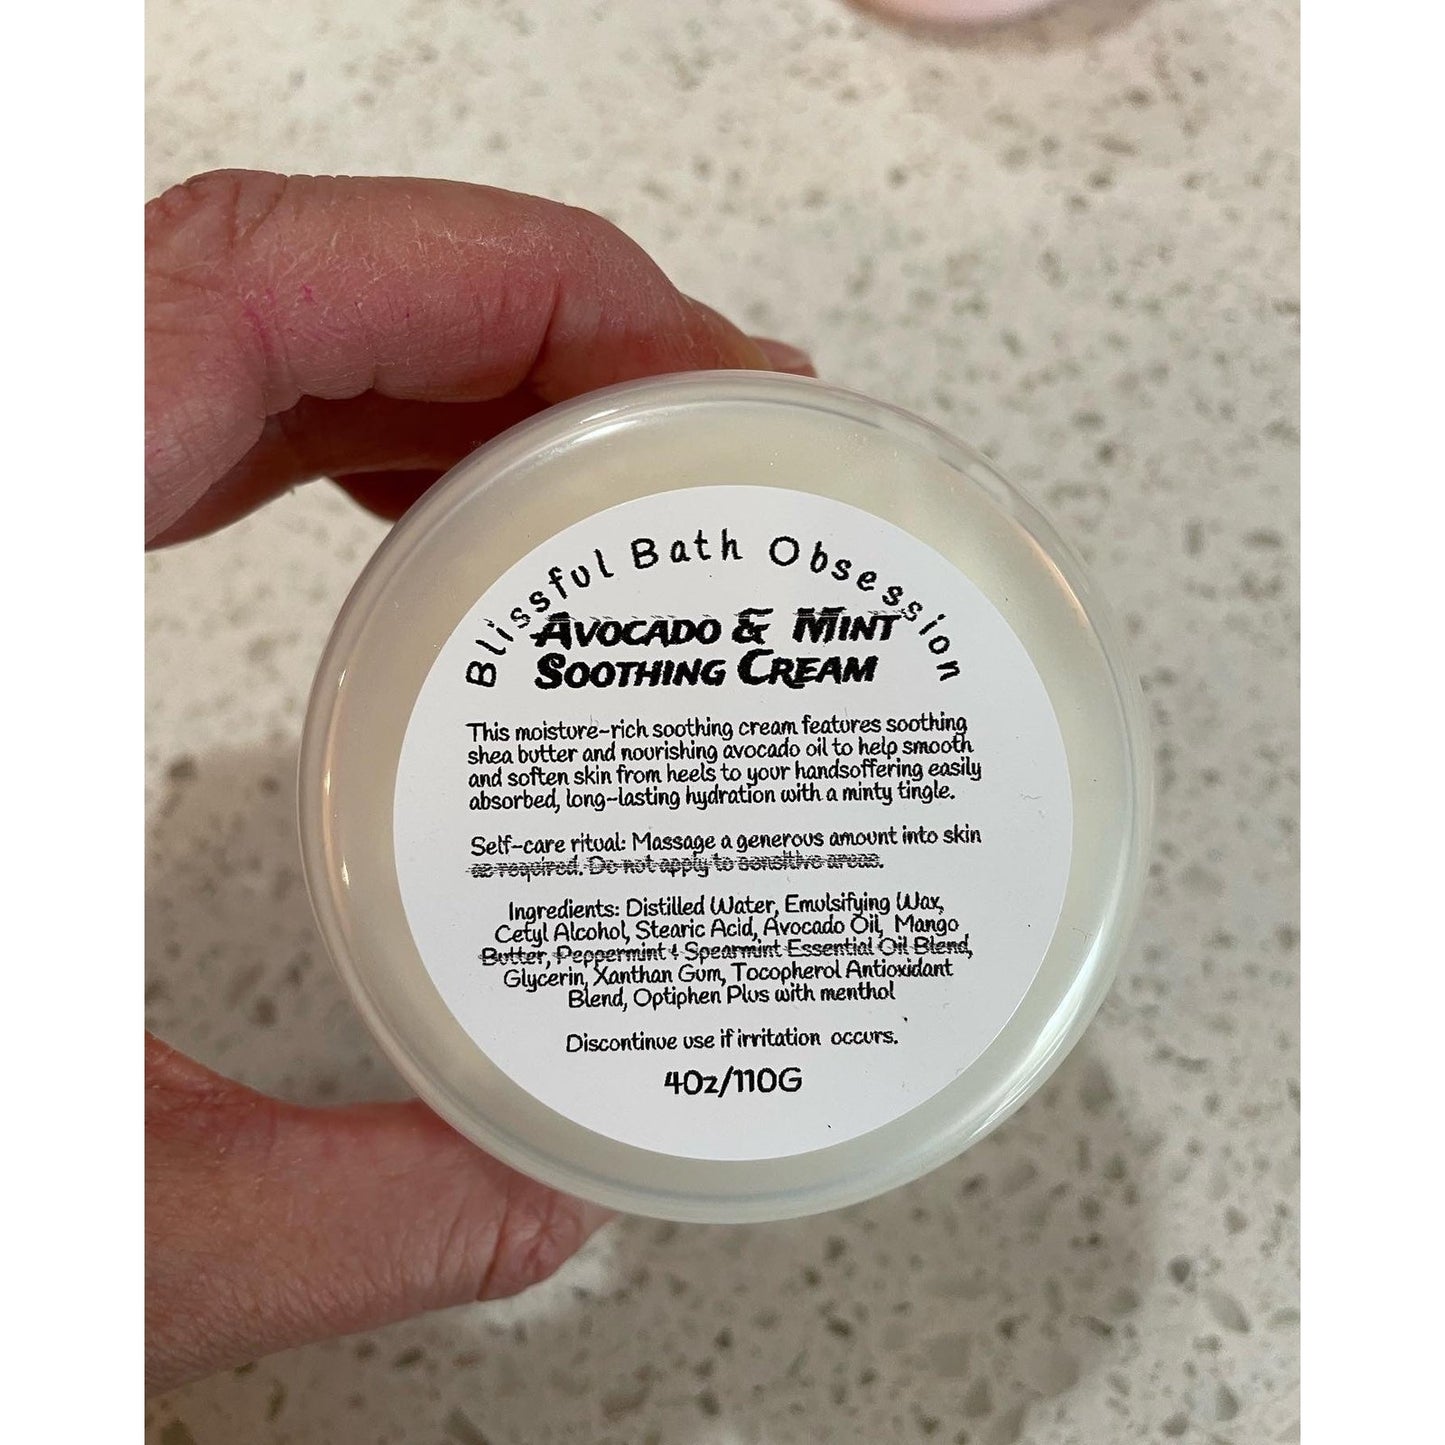 Blissful Bath Obsession
Avocado & Mint
Soothing Cream
This moisture-rich soothing cream features soothing
shea butter and nourishing avocado oil to help smooth
and soften skin from heels to your handsoffering easily
absorbed, long-lasting hydration with a minty tingle.
Self-care ritual: Massage a generous amount into skin
as required. Do not apply to sensitive areas.
Ingredients: Distilled Water, Emulsifying Wax,
Cetyl Alcohol, Stearic Acid, Avocado Oil, Mango
Butter, Peppermint & Spearmint Essential Oil Blend,
Glycerin, Xanthan Gum, Tocopherol Antioxidant
Blend, Optiphen Plus with menthol
Discontinue use if irritation occurs.
4Oz/110G